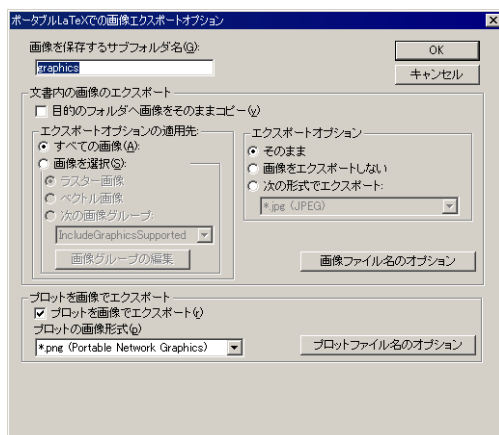 ポータブルLaTeXでの画像エクスポートオプション
画像を保存するサブフォルダ名(G):
graphics
OK
キャンセル
文書内の画像のエクスポート
目的のフォルダへ画像をそのままコピー(v)
エクスポートオプションの適用先:
すべての画像(A):
画像を選択(S):
ラスター画像
ベクトル画像
次の画像グループ:
IncludeGraphicsSupported
画像グループの編集
エクスポートオプション
そのまま
画像をエクスポートしない
次の形式でエクスポート:
*.jpg (JPEG)
画像ファイル名のオプション
プロットを画像でエクスポート
プロットを画像でエクスポート(r)
プロットの画像形式(p)
*.png (Portable Network Graphics)
プロットファイル名のオプション